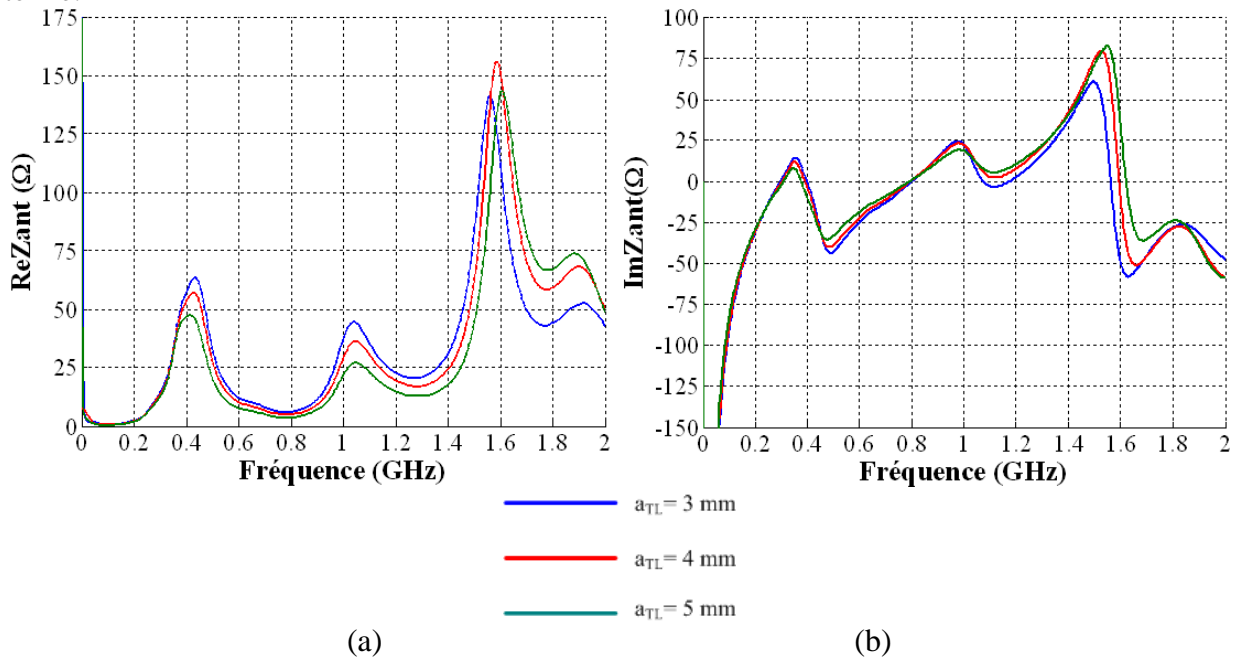 175
150
125
100
75
50
25
0
ReZant (Ω)
0 0.2 0.4 0.6 0.8 1 1.2 1.4 1.6 1.8 2
Fréquence (GHz)
100
75
50
25
0
-25
-50
-75
-100
-125
-150
ImZant(Ω)
0 0.2 0.4 0.6 0.8 1 1.2 1.4 1.6 1.8 2
Fréquence (GHz)
aTL= 3 mm
aTL= 4 mm
aTL= 5 mm
(a)
(b)